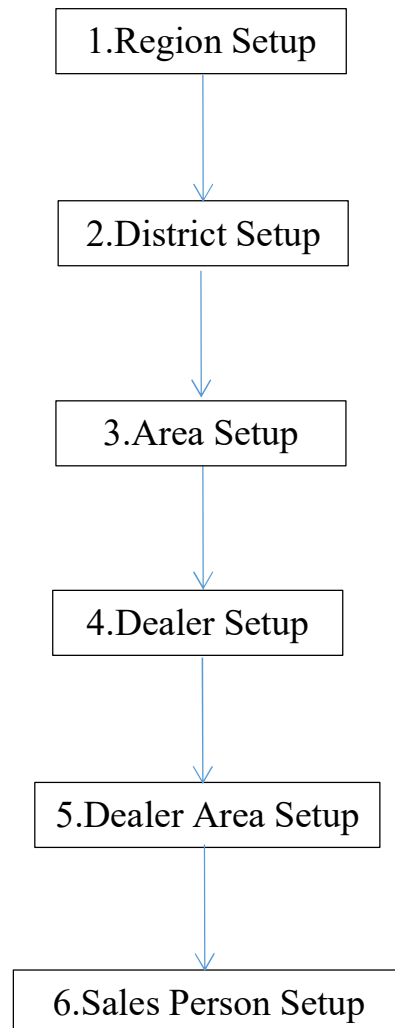 1.Region Setup
2.District Setup
3.Area Setup
4.Dealer Setup
5.Dealer Area Setup
6.Sales Person Setup